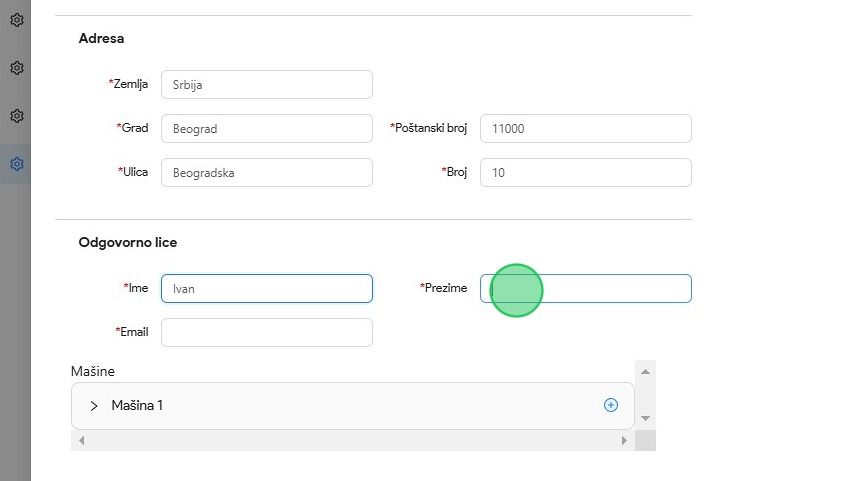 Adresa
*Zemlja Srbija
*Grad Beograd *Poštanski broj 11000
*Ulica Beogradska *Broj 10
Odgovorno lice
*Ime Ivan *Prezime
*Email
Mašine
Mašina 1